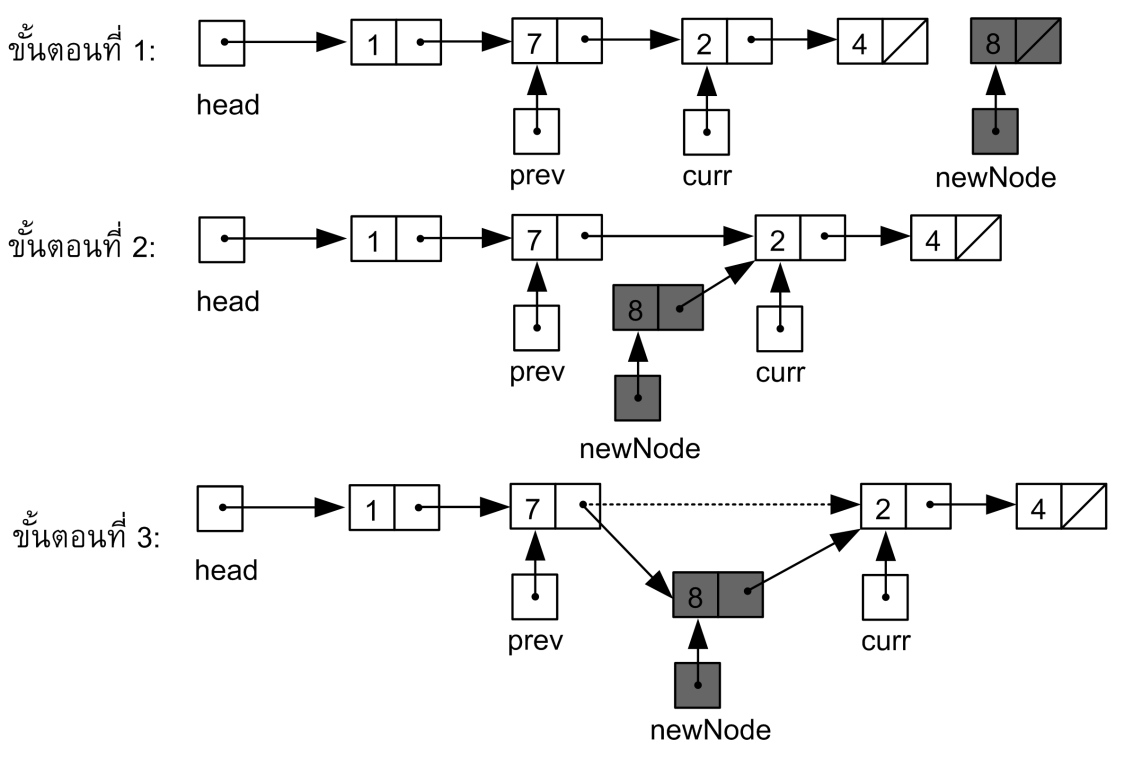 ขั้นตอนที่ 1: 1 7 2 4 8
head
prev curr newNode
ขั้นตอนที่ 2: 1 7 2 4
head
8
prev curr
newNode
ขั้นตอนที่ 3: 1 7 2 4
head
8
prev curr
newNode